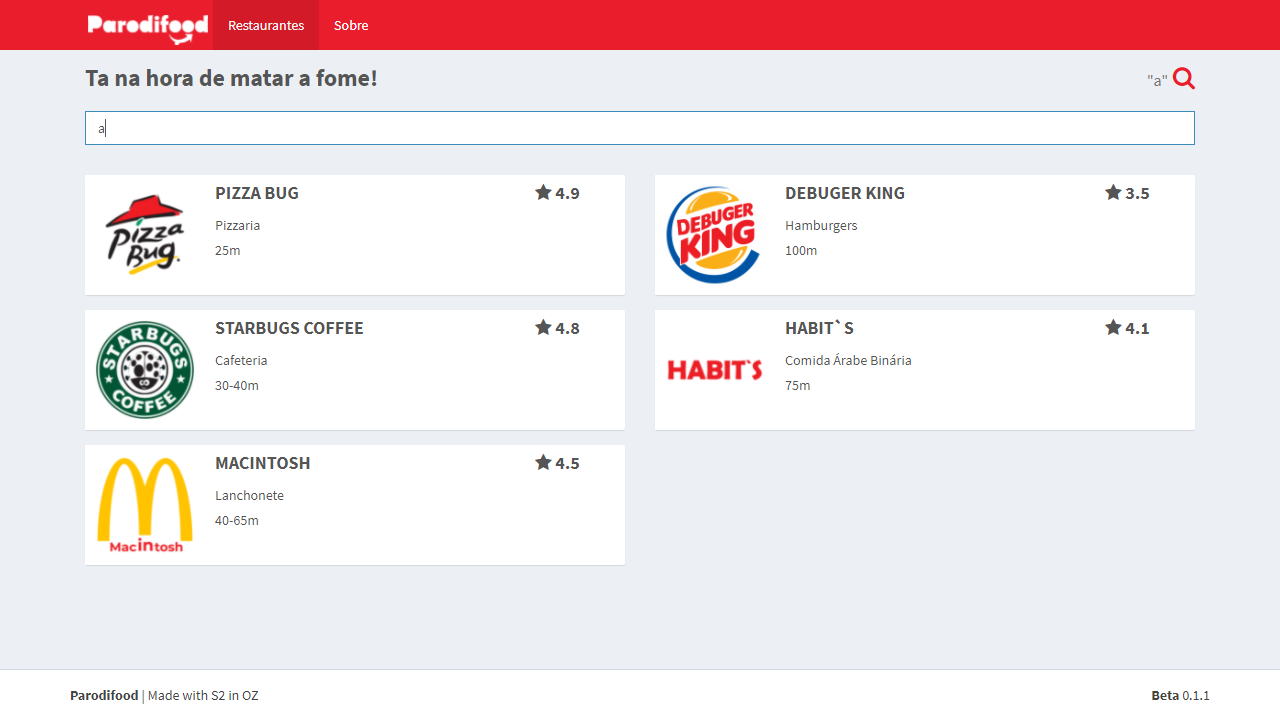 Parodifood Restaurantes Sobre
Ta na hora de matar a fome! "a"
a
Pizza Bug.
PIZZA BUG 4.9
Pizzaria
25m
DEBUGER KING
DEBUGER KING 3.5
Hamburgers
100m
STARBUGS COFFEE
STARBUGS COFFEE 4.8
Cafeteria
30-40m
HABIT`S
HABIT`S 4.1
Comida Árabe Binária
75m
Macintosh
MACINTOSH 4.5
Lanchonete
40-65m
Parodifood | Made with S2 in OZ Beta 0.1.1